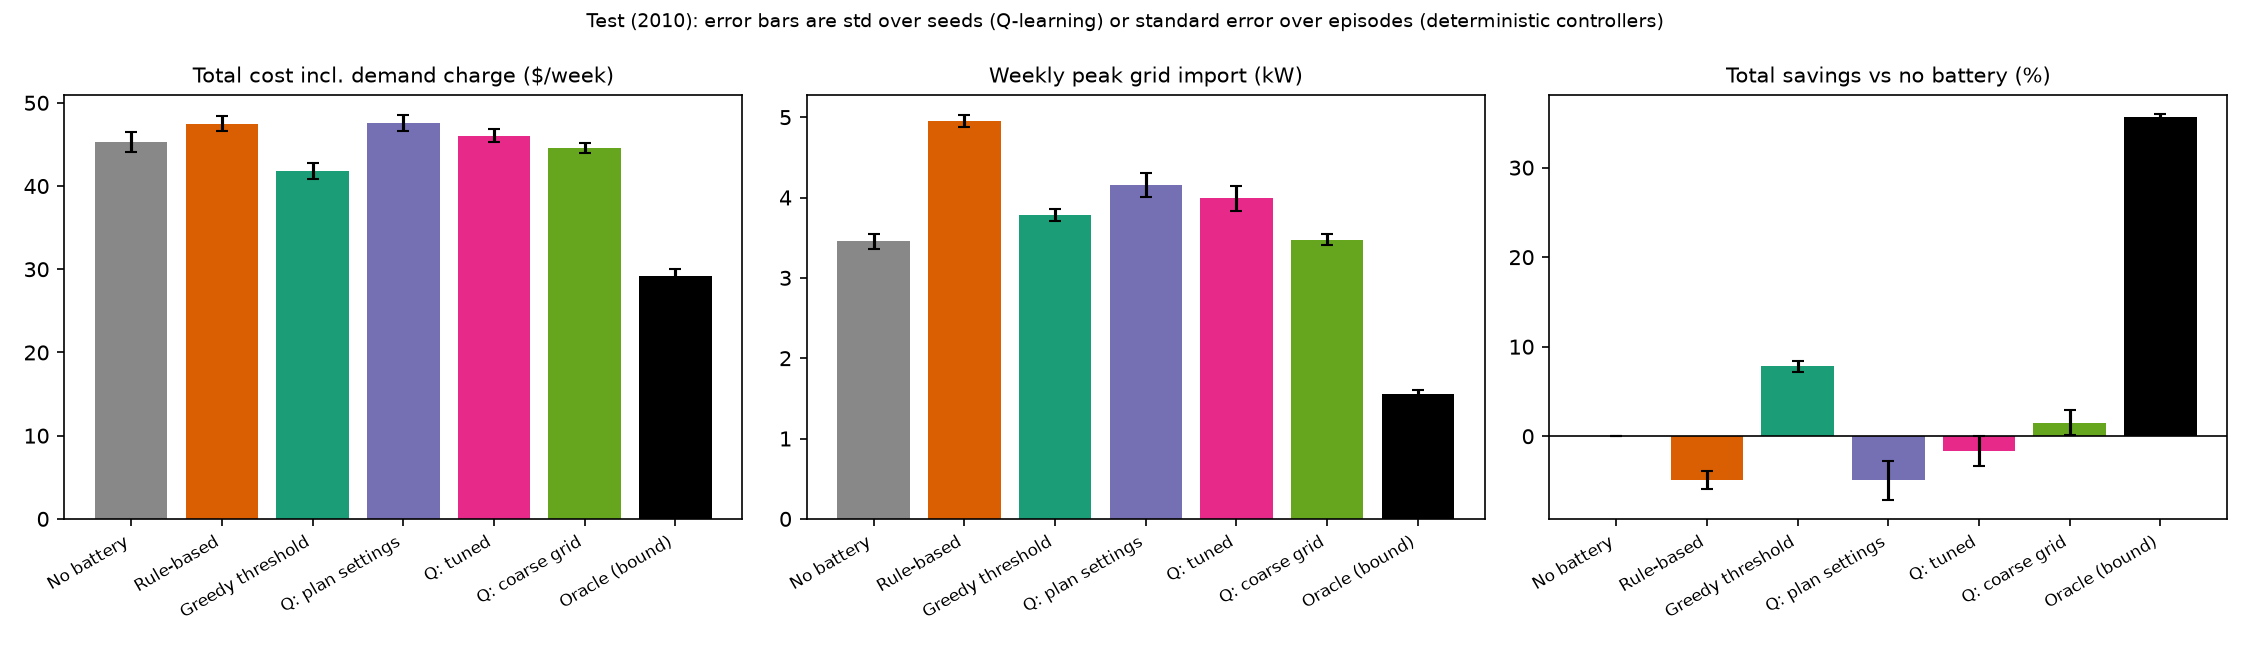 Test (2010): error bars are std over seeds (Q-learning) or standard error over episodes (deterministic controllers)
Total cost incl. demand charge ($/week)
50
40
30
20
10
0
No battery
Rule-based
Greedy threshold
Q: plan settings
Q: tuned
Q: coarse grid
Oracle (bound)
Weekly peak grid import (kW)
5
4
3
2
1
0
No battery
Rule-based
Greedy threshold
Q: plan settings
Q: tuned
Q: coarse grid
Oracle (bound)
Total savings vs no battery (%)
30
20
10
0
No battery
Rule-based
Greedy threshold
Q: plan settings
Q: tuned
Q: coarse grid
Oracle (bound)